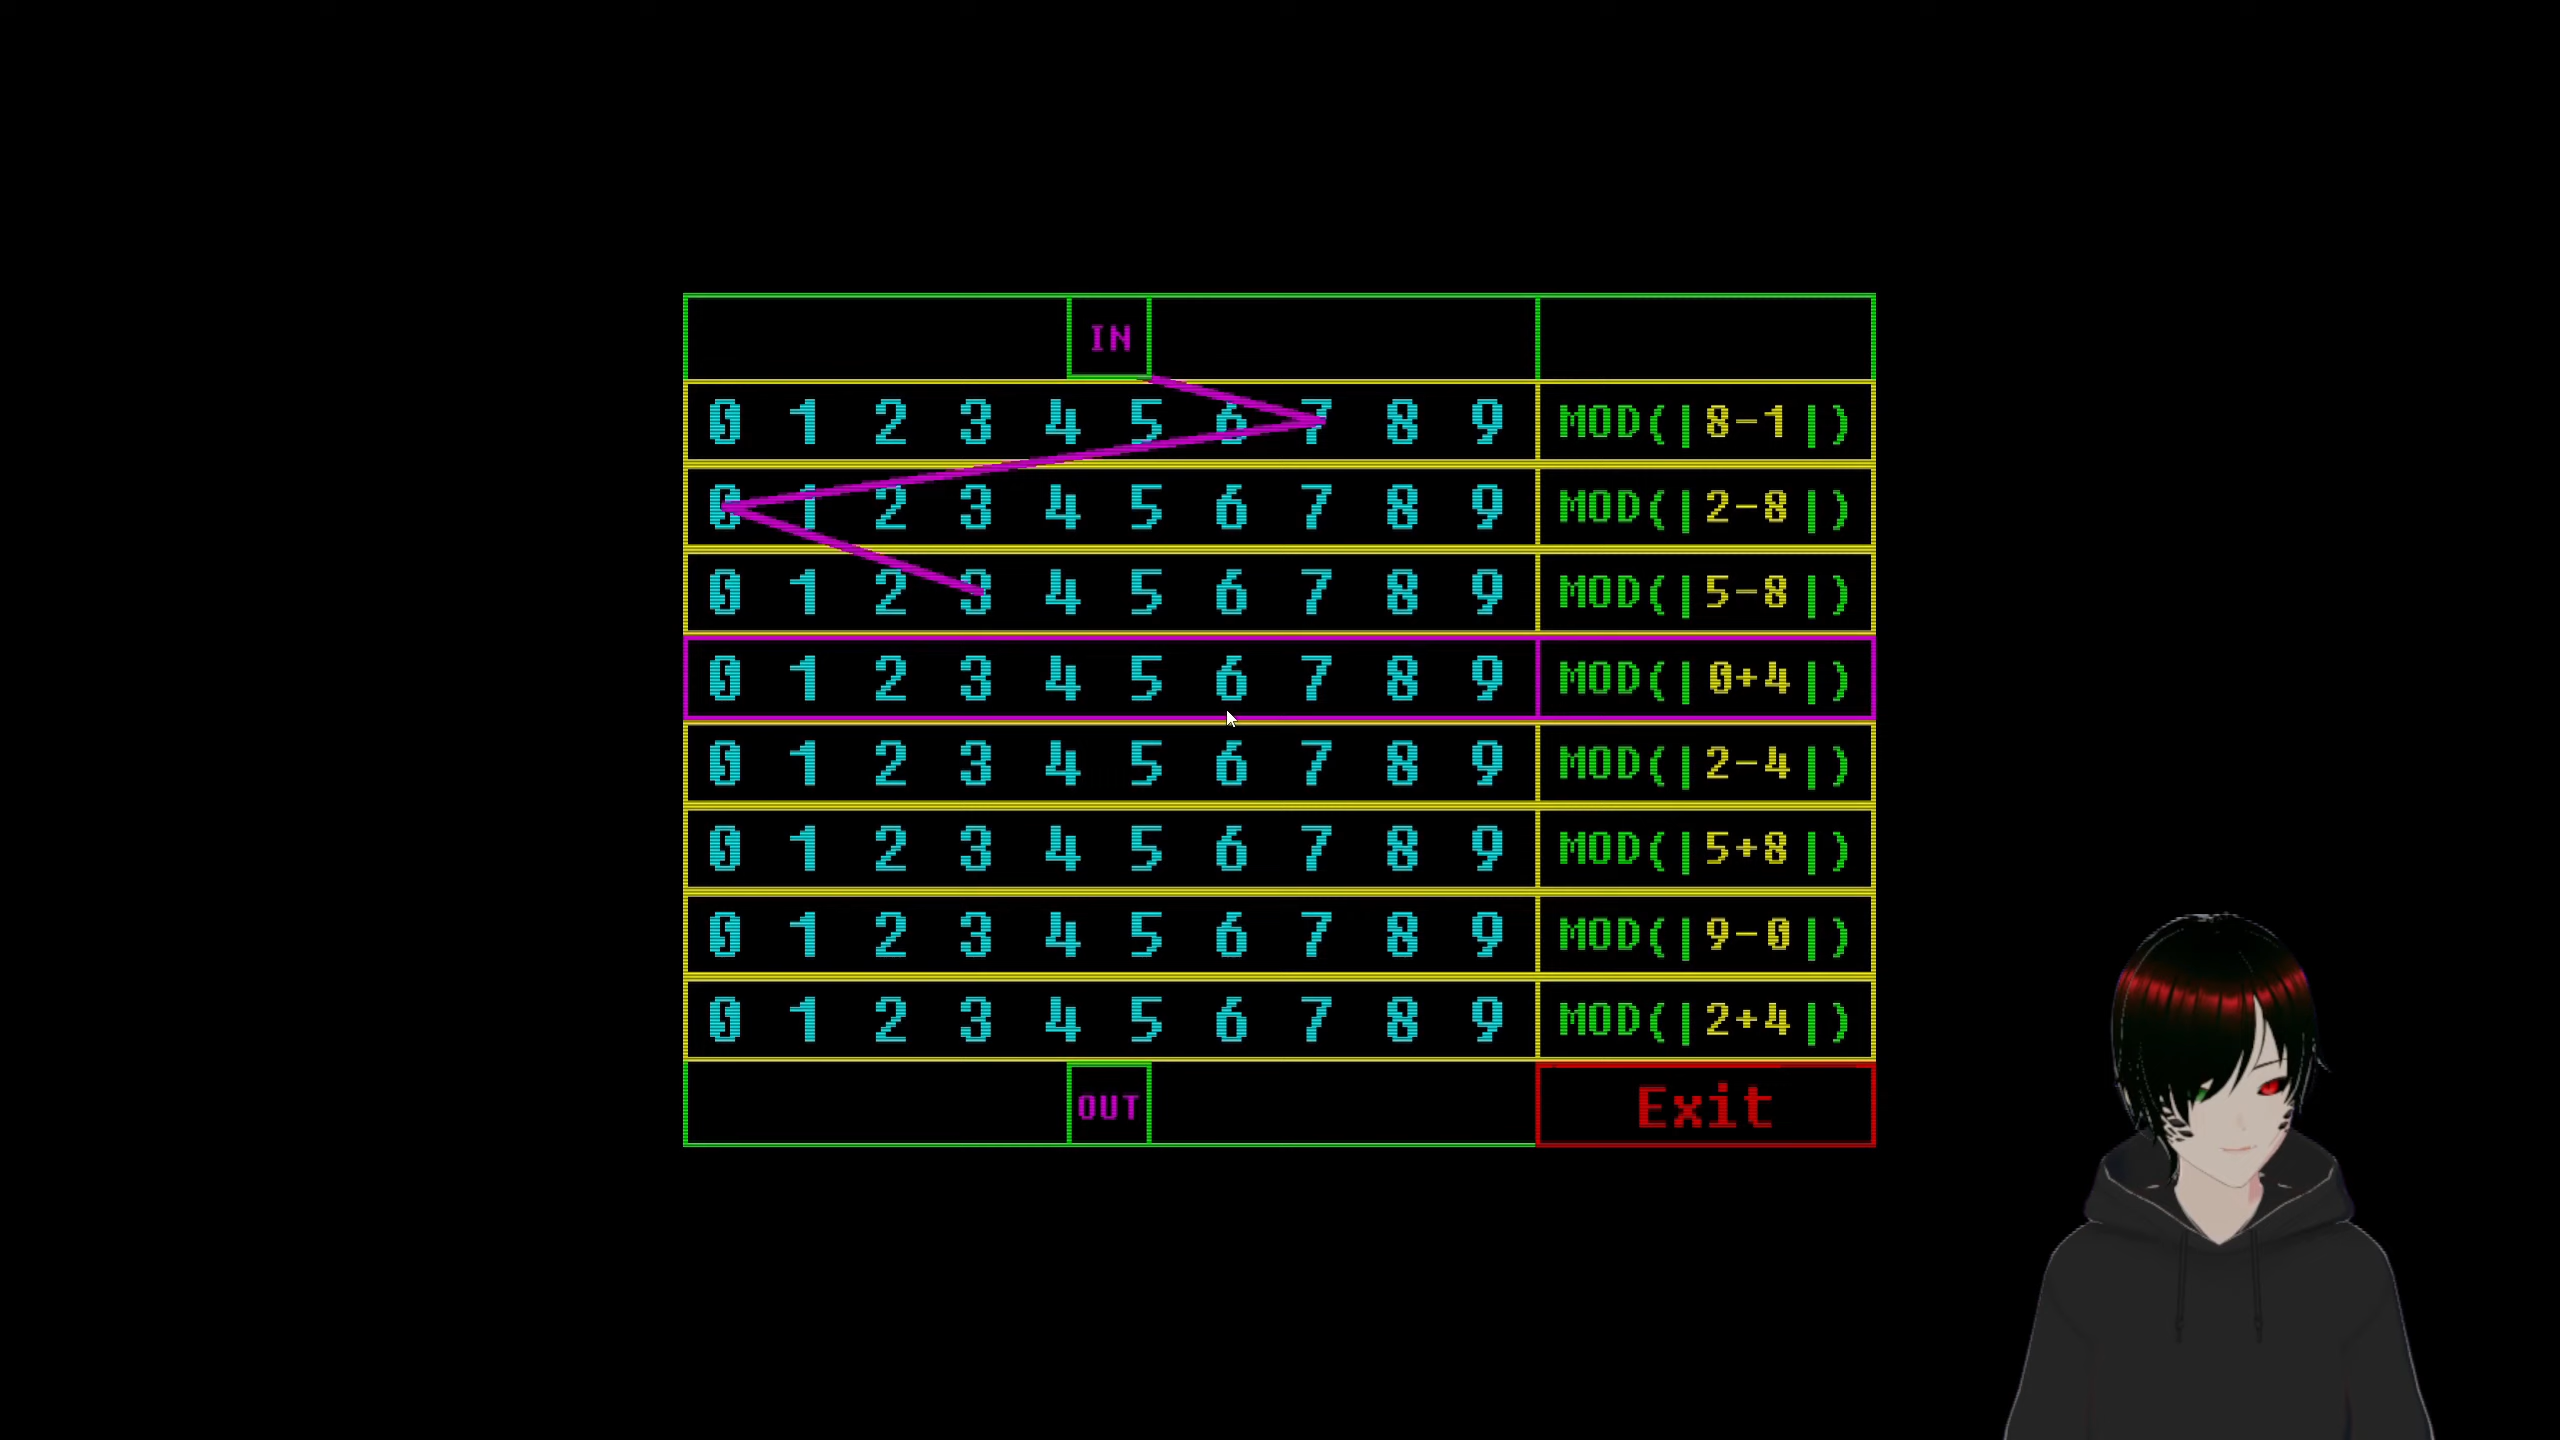 IN
0 1 2 3 4 5 6 7 8 9 MOD(|8-1|)
0 1 2 3 4 5 6 7 8 9 MOD(|2-8|)
0 1 2 3 4 5 6 7 8 9 MOD(|5-8|)
0 1 2 3 4 5 6 7 8 9 MOD(|0+4|)
0 1 2 3 4 5 6 7 8 9 MOD(|2-4|)
0 1 2 3 4 5 6 7 8 9 MOD(|5+8|)
0 1 2 3 4 5 6 7 8 9 MOD(|9-0|)
0 1 2 3 4 5 6 7 8 9 MOD(|2+4|)
OUT Exit